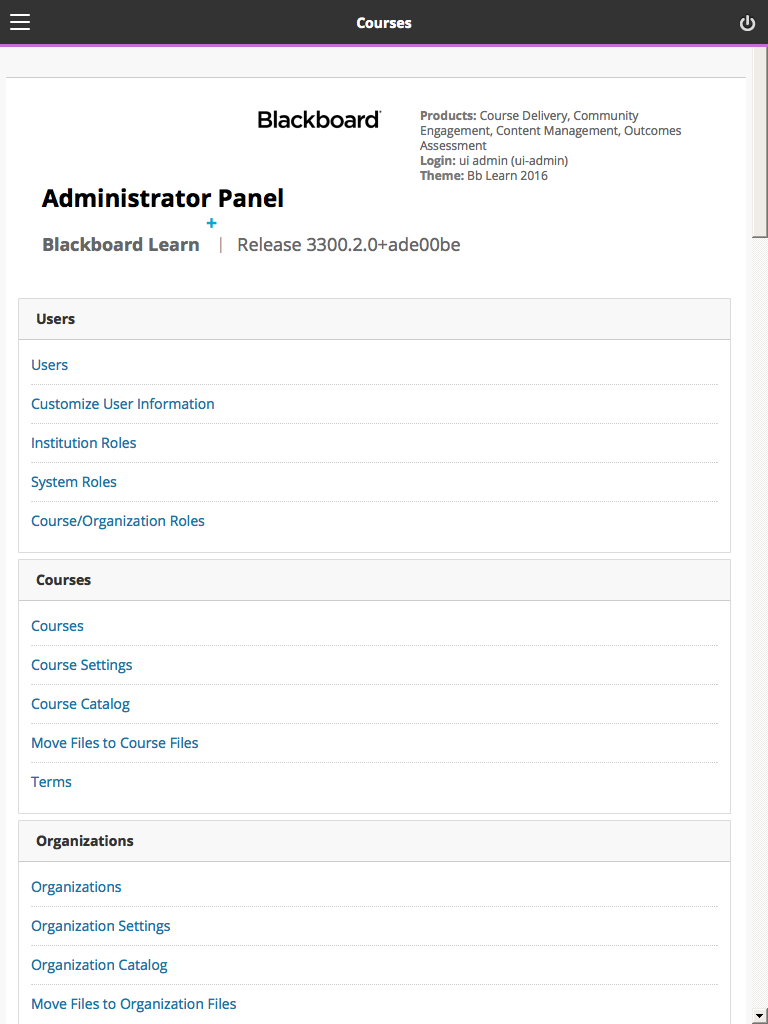 Courses
Blackboard
Products: Course Delivery, Community
Engagement, Content Management, Outcomes
Assessment
Login: ui admin (ui-admin)
Theme: Bb Learn 2016
Administrator Panel
+
Blackboard Learn | Release 3300.2.0+ade00be
Users
Users
Customize User Information
Institution Roles
System Roles
Course/Organization Roles
Courses
Courses
Course Settings
Course Catalog
Move Files to Course Files
Terms
Organizations
Organizations
Organization Settings
Organization Catalog
Move Files to Organization Files